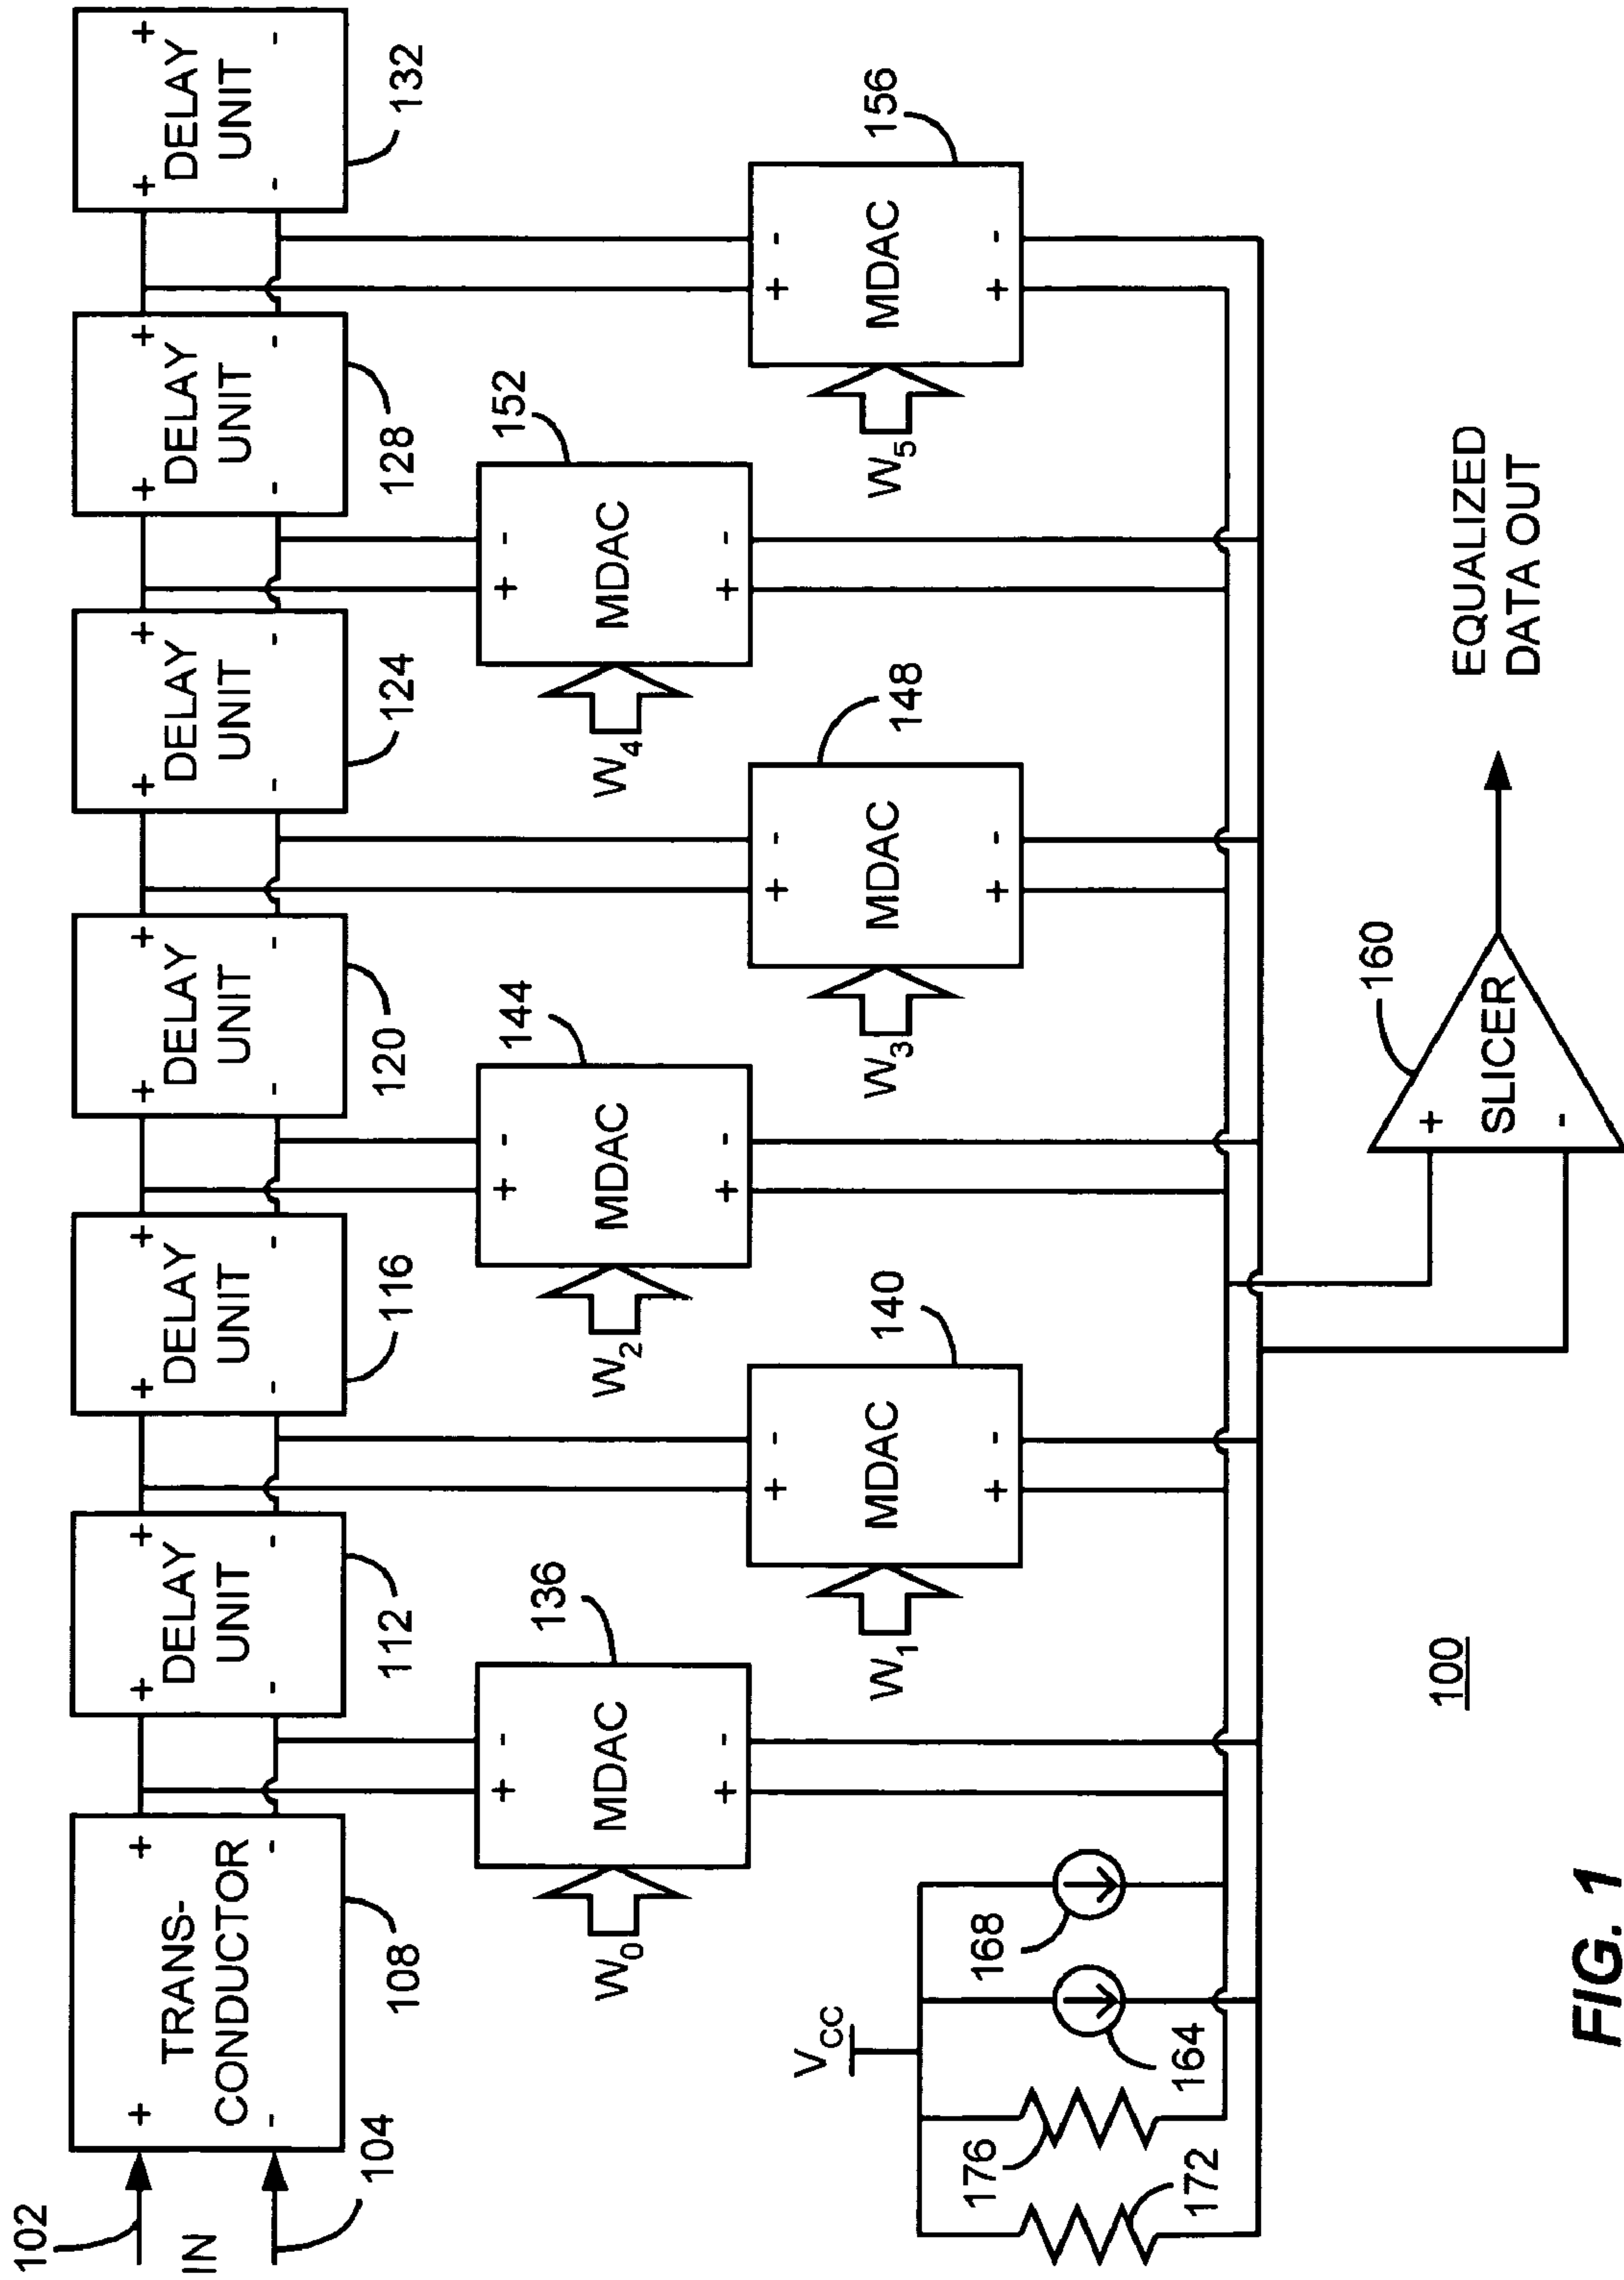 102
IN
104
+
-
TRANS-
CONDUCTOR
+
-
108
+
-
DELAY
UNIT
+
-
112
+
-
DELAY
UNIT
+
-
116
+
-
DELAY
UNIT
+
-
120
+
-
DELAY
UNIT
+
-
124
+
-
DELAY
UNIT
+
-
128
+
-
DELAY
UNIT
+
-
132
W0
+ -
MDAC
+ -
136
W1
+ -
MDAC
+ -
140
W2
+ -
MDAC
+ -
144
W3
+ -
MDAC
+ -
148
W4
+ -
MDAC
+ -
152
W5
+ -
MDAC
+ -
156
VCC
172
176
164
168
+
SLICER
-
160
EQUALIZED
DATA OUT
100
FIG. 1